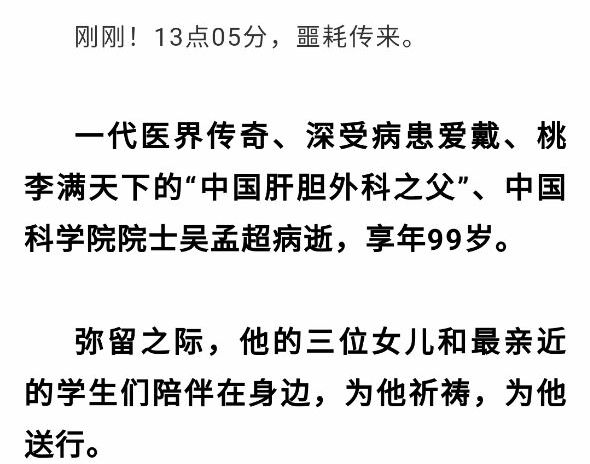 刚刚！13点05分，噩耗传来。
一代医界传奇、深受病患爱戴、桃
李满天下的“中国肝胆外科之父”、中国
科学院院士吴孟超病逝，享年99岁。
弥留之际，他的三位女儿和最亲近
的学生们陪伴在身边，为他祈祷，为他
送行。